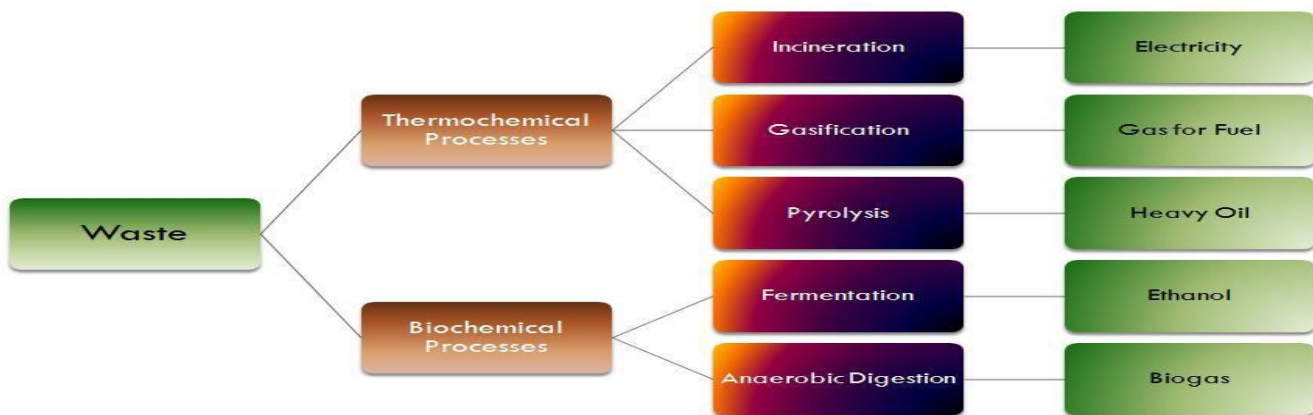 Waste
Thermochemical
Processes
Biochemical
Processes
Incineration
Gasification
Pyrolysis
Fermentation
Anaerobic Digestion
Electricity
Gas for Fuel
Heavy Oil
Ethanol
Biogas